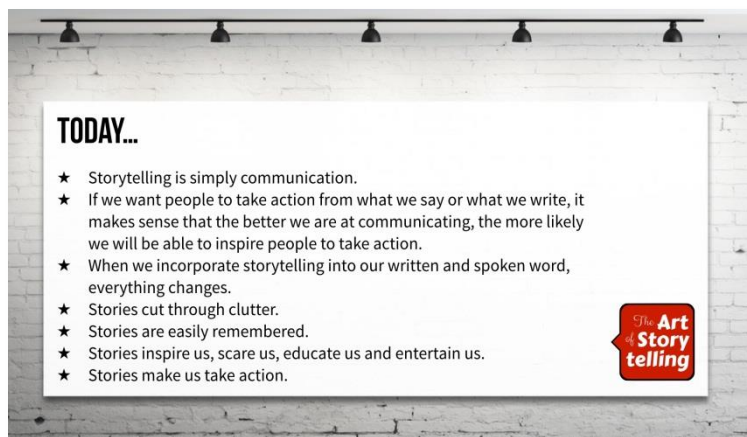 TODAY...
★ Storytelling is simply communication.
★ If we want people to take action from what we say or what we write, it
makes sense that the better we are at communicating, the more likely
we will be able to inspire people to take action.
★ When we incorporate storytelling into our written and spoken word,
everything changes.
★ Stories cut through clutter.
★ Stories are easily remembered.
★ Stories inspire us, scare us, educate us and entertain us.
★ Stories make us take action.
The Art
of Story
telling